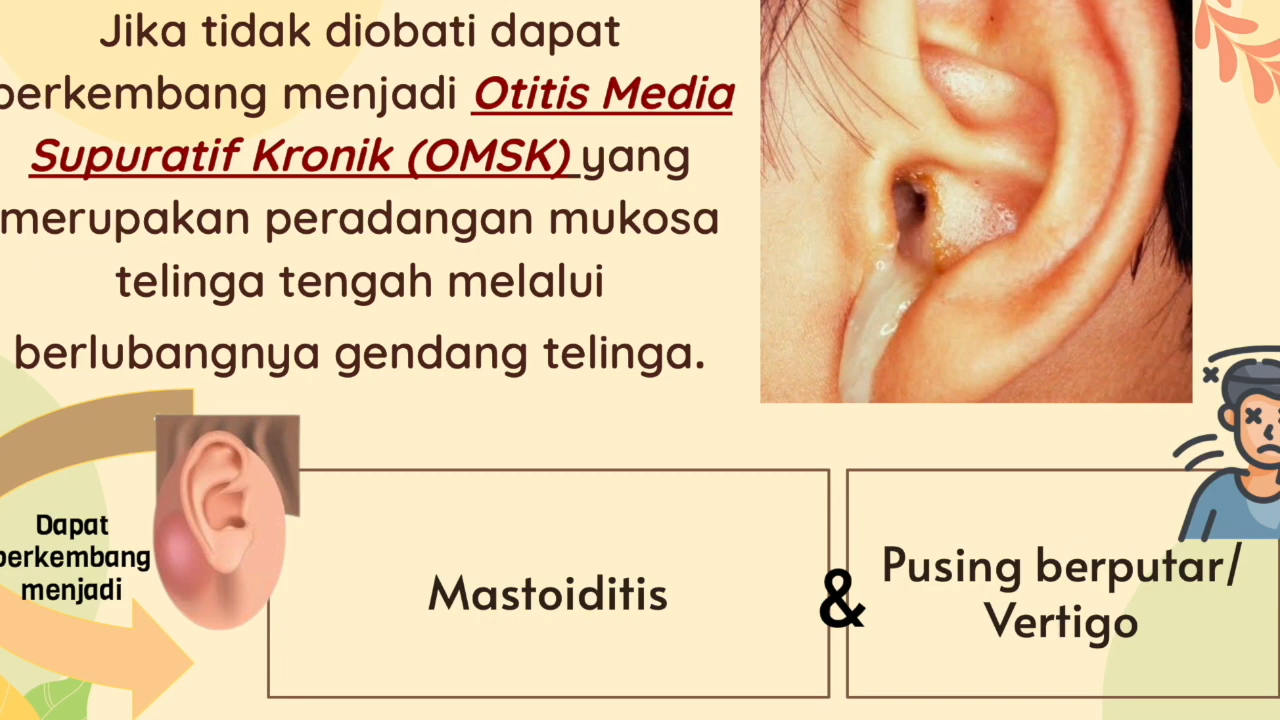 Jika tidak diobati dapat
berkembang menjadi Otitis Media
Supuratif Kronik (OMSK) yang
merupakan peradangan mukosa
telinga tengah melalui
berlubangnya gendang telinga.
Dapat
berkembang
menjadi
Mastoiditis
&
Pusing berputar/
Vertigo